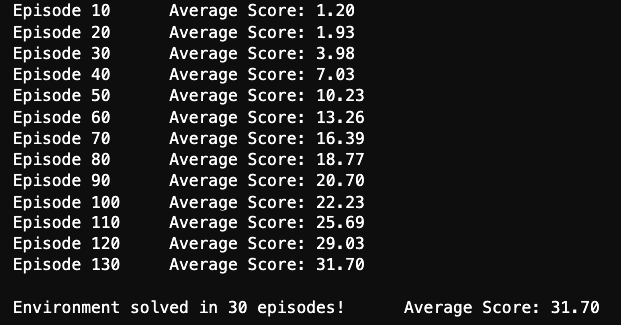 Episode 10	Average Score: 1.20
Episode 20	Average Score: 1.93
Episode 30	Average Score: 3.98
Episode 40	Average Score: 7.03
Episode 50	Average Score: 10.23
Episode 60	Average Score: 13.26
Episode 70	Average Score: 16.39
Episode 80	Average Score: 18.77
Episode 90	Average Score: 20.70
Episode 100	Average Score: 22.23
Episode 110	Average Score: 25.69
Episode 120	Average Score: 29.03
Episode 130	Average Score: 31.70
Environment solved in 30 episodes!	Average Score: 31.70